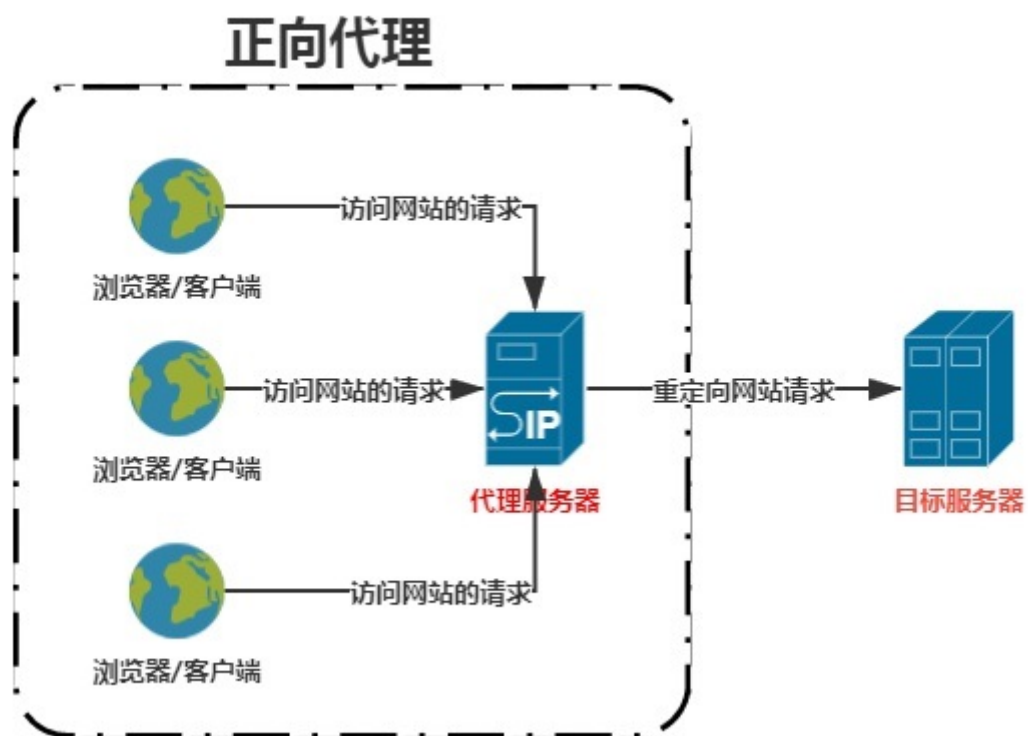 正向代理
访问网站的请求
浏览器/客户端
访问网站的请求
重定向网站请求
IP
浏览器/客户端
代理服务器
目标服务器
访问网站的请求
浏览器/客户端